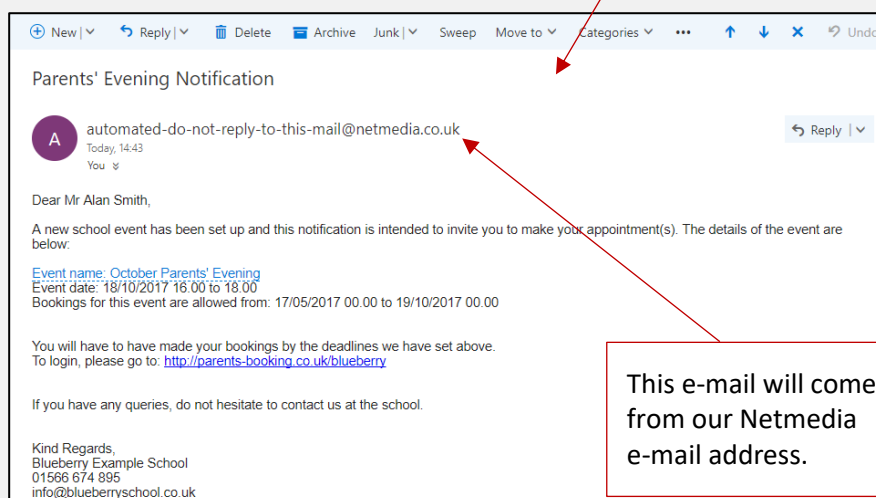 New Reply Delete Archive Junk Sweep Move to Categories ••• Undo
Parents' Evening Notification
A
automated-do-not-reply-to-this-mail@netmedia.co.uk
Today, 14:43
You
Reply
Dear Mr Alan Smith,
A new school event has been set up and this notification is intended to invite you to make your appointment(s). The details of the event are
below:
Event name: October Parents' Evening
Event date: 18/10/2017 16.00 to 18.00
Bookings for this event are allowed from: 17/05/2017 00.00 to 19/10/2017 00.00
You will have to have made your bookings by the deadlines we have set above.
To login, please go to: http://parents-booking.co.uk/blueberry
If you have any queries, do not hesitate to contact us at the school.
Kind Regards,
Blueberry Example School
01566 674 895
info@blueberryschool.co.uk
This e-mail will come
from our Netmedia
e-mail address.